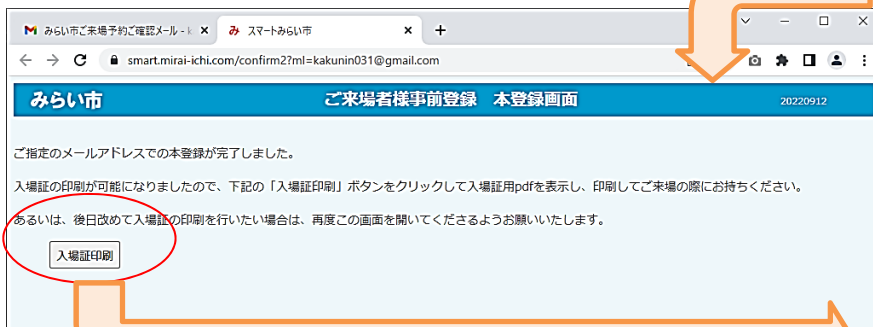 みらい市ご来場予約ご確認メール - k
スマートみらい市
smart.mirai-ichi.com/confirm2?ml=kakunin031@gmail.com
みらい市 ご来場者様事前登録 本登録画面 20220912
ご指定のメールアドレスでの本登録が完了しました。
入場証の印刷が可能になりましたので、下記の「入場証印刷」ボタンをクリックして入場証用pdfを表示し、印刷してご来場の際にお持ちください。
あるいは、後日改めて入場証の印刷を行いたい場合は、再度この画面を開いてくださるようお願いいたします。
入場証印刷